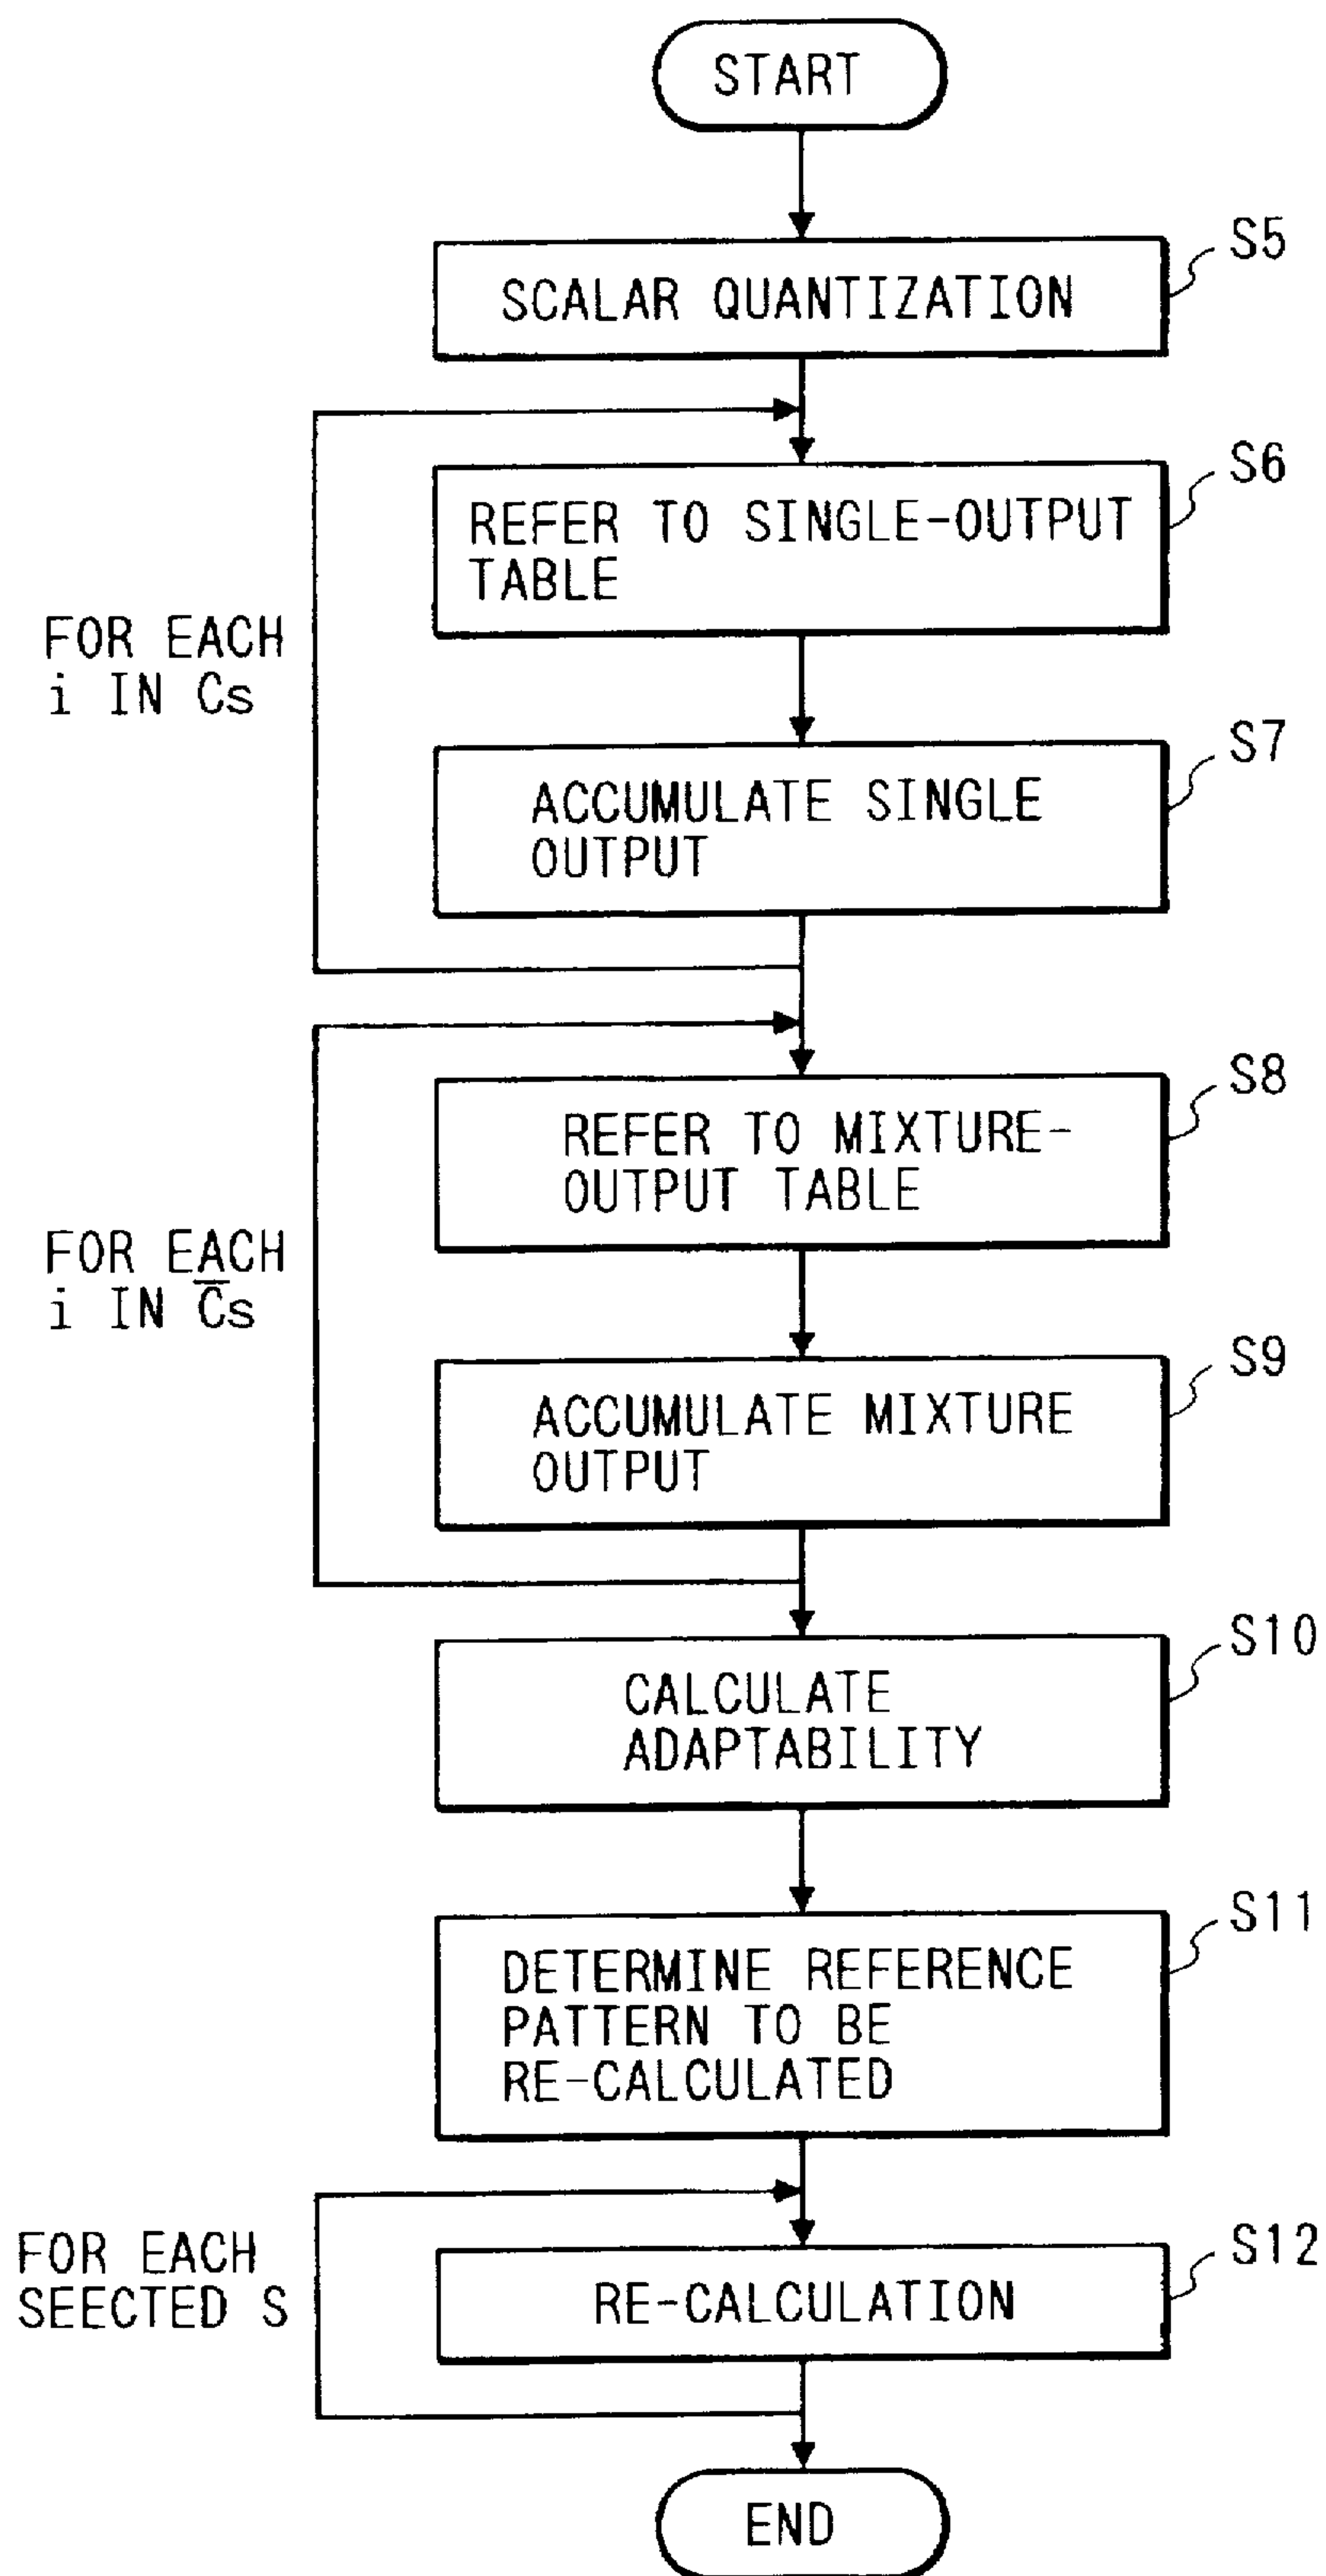 START
S5
SCALAR QUANTIZATION
S6
REFER TO SINGLE-OUTPUT
TABLE
FOR EACH
i IN Cs
S7
ACCUMULATE SINGLE
OUTPUT
S8
REFER TO MIXTURE-
OUTPUT TABLE
FOR EACH
i IN C̅s
S9
ACCUMULATE MIXTURE
OUTPUT
S10
CALCULATE
ADAPTABILITY
S11
DETERMINE REFERENCE
PATTERN TO BE
RE-CALCULATED
FOR EACH
SEECTED S
S12
RE-CALCULATION
END